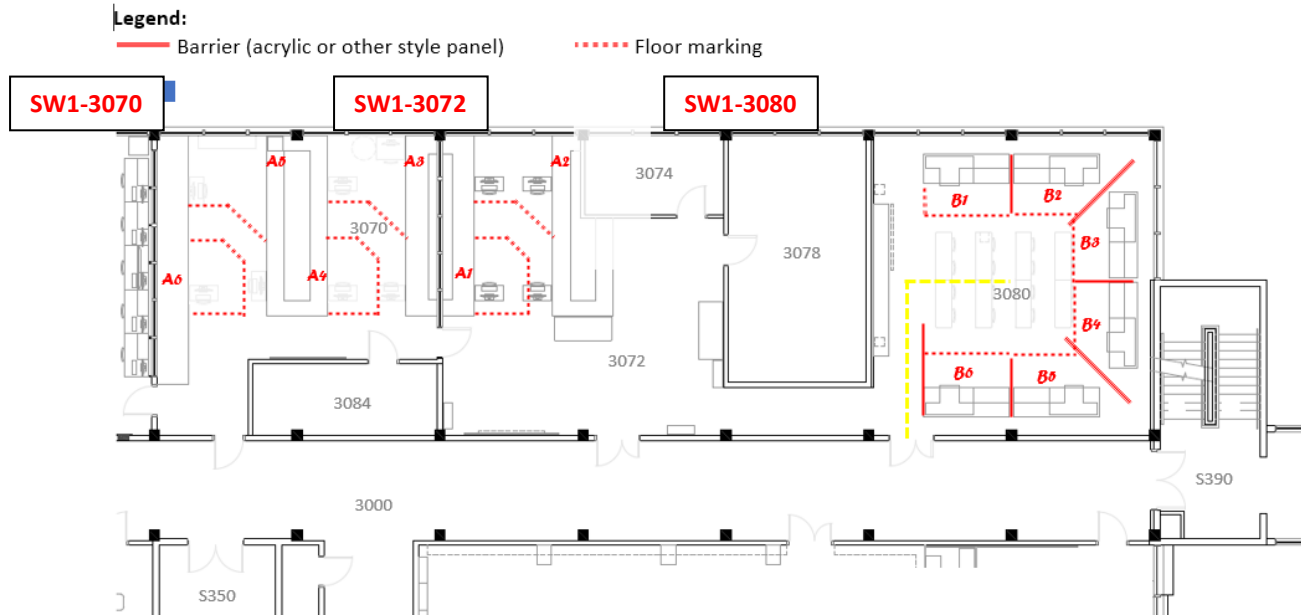 Legend:
Barrier (acrylic or other style panel) Floor marking
SW1-3070 SW1-3072 SW1-3080
A5 A3 A2
3074
B1 B2
3070
B3
3078
A6 A4 A1
3080
B4
3072
B6 B5
3084
S390
3000
S350